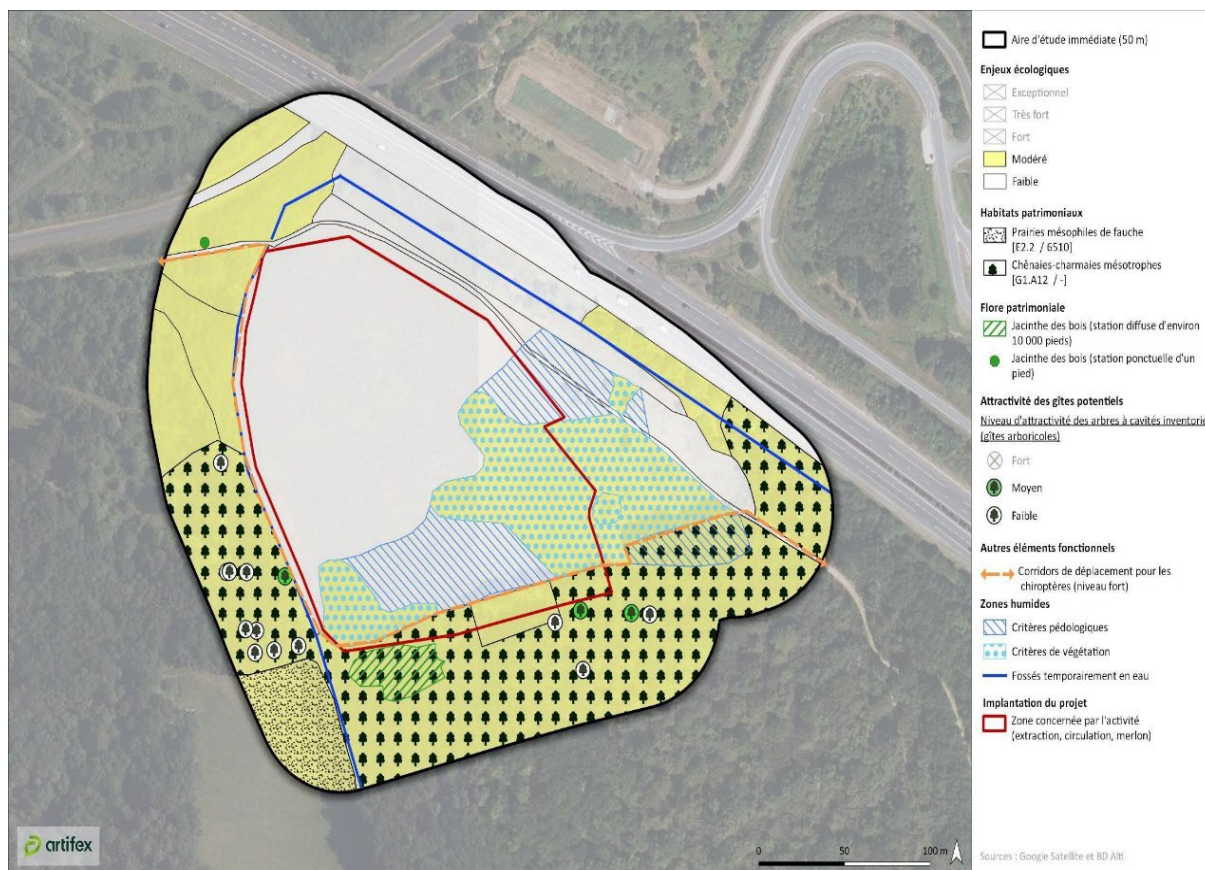 Aire d'étude immédiate (50 m)
Enjeux écologiques
Exceptionnel
Très fort
Fort
Modéré
Faible
Habitats patrimoniaux
Prairies mésophiles de fauche
[E2.2 / 6510]
Chênaies-charmaies mésotrophes
[G1.A12 / -]
Flore patrimoniale
Jacinthe des bois (station diffuse d'environ
10 000 pieds)
Jacinthe des bois (station ponctuelle d'un
pied)
Attractivité des gîtes potentiels
Niveau d'attractivité des arbres à cavités inventorié
(gîtes arboricoles)
Fort
Moyen
Faible
Autres éléments fonctionnels
Corridors de déplacement pour les
chiroptères (niveau fort)
Zones humides
Critères pédologiques
Critères de végétation
Fossés temporairement en eau
Implantation du projet
Zone concernée par l'activité
(extraction, circulation, merlon)
Sources : Google Satellite et BD Alti
artifex
0 50 100 m